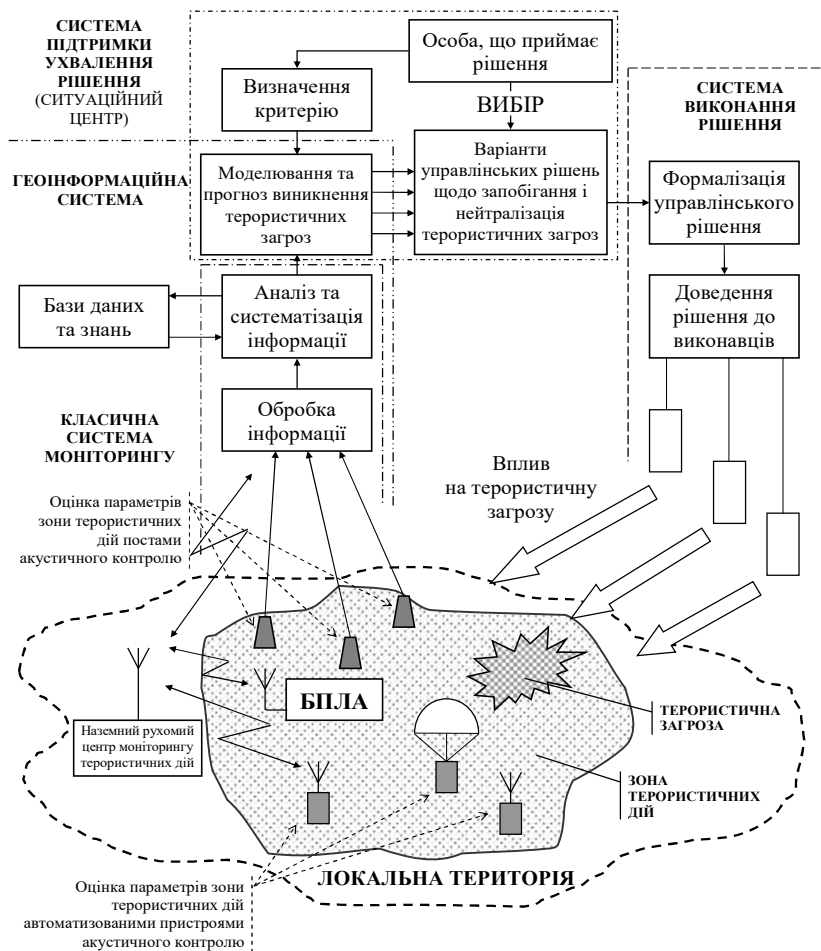 СИСТЕМА
ПІДТРИМКИ
УХВАЛЕННЯ
РІШЕННЯ
(СИТУАЦІЙНИЙ
ЦЕНТР)
Особа, що приймає
рішення
Визначення
критерію
ВИБІР
СИСТЕМА
ВИКОНАННЯ
РІШЕННЯ
ГЕОІНФОРМАЦІЙНА
СИСТЕМА
Моделювання та
прогноз виникнення
терористичних
загроз
Варіанти
управлінських рішень
щодо запобігання і
нейтралізація
терористичних загроз
Формалізація
управлінського
рішення
Бази даних
та знань
Аналіз та
систематізація
інформації
Доведення
рішення до
виконавців
КЛАСИЧНА
СИСТЕМА
МОНІТОРИНГУ
Обробка
інформації
Вплив
на терористичну
загрозу
Оцінка параметрів
зони терористичних
дій постами
акустичного контролю
БПЛА
Наземний рухомий
центр моніторингу
терористичних дій
ТЕРОРИСТИЧНА
ЗАГРОЗА
ЗОНА
ТЕРОРИСТИЧНИХ
ДІЙ
ЛОКАЛЬНА ТЕРИТОРІЯ
Оцінка параметрів зони
терористичних дій
автоматизованими пристроями
акустичного контролю